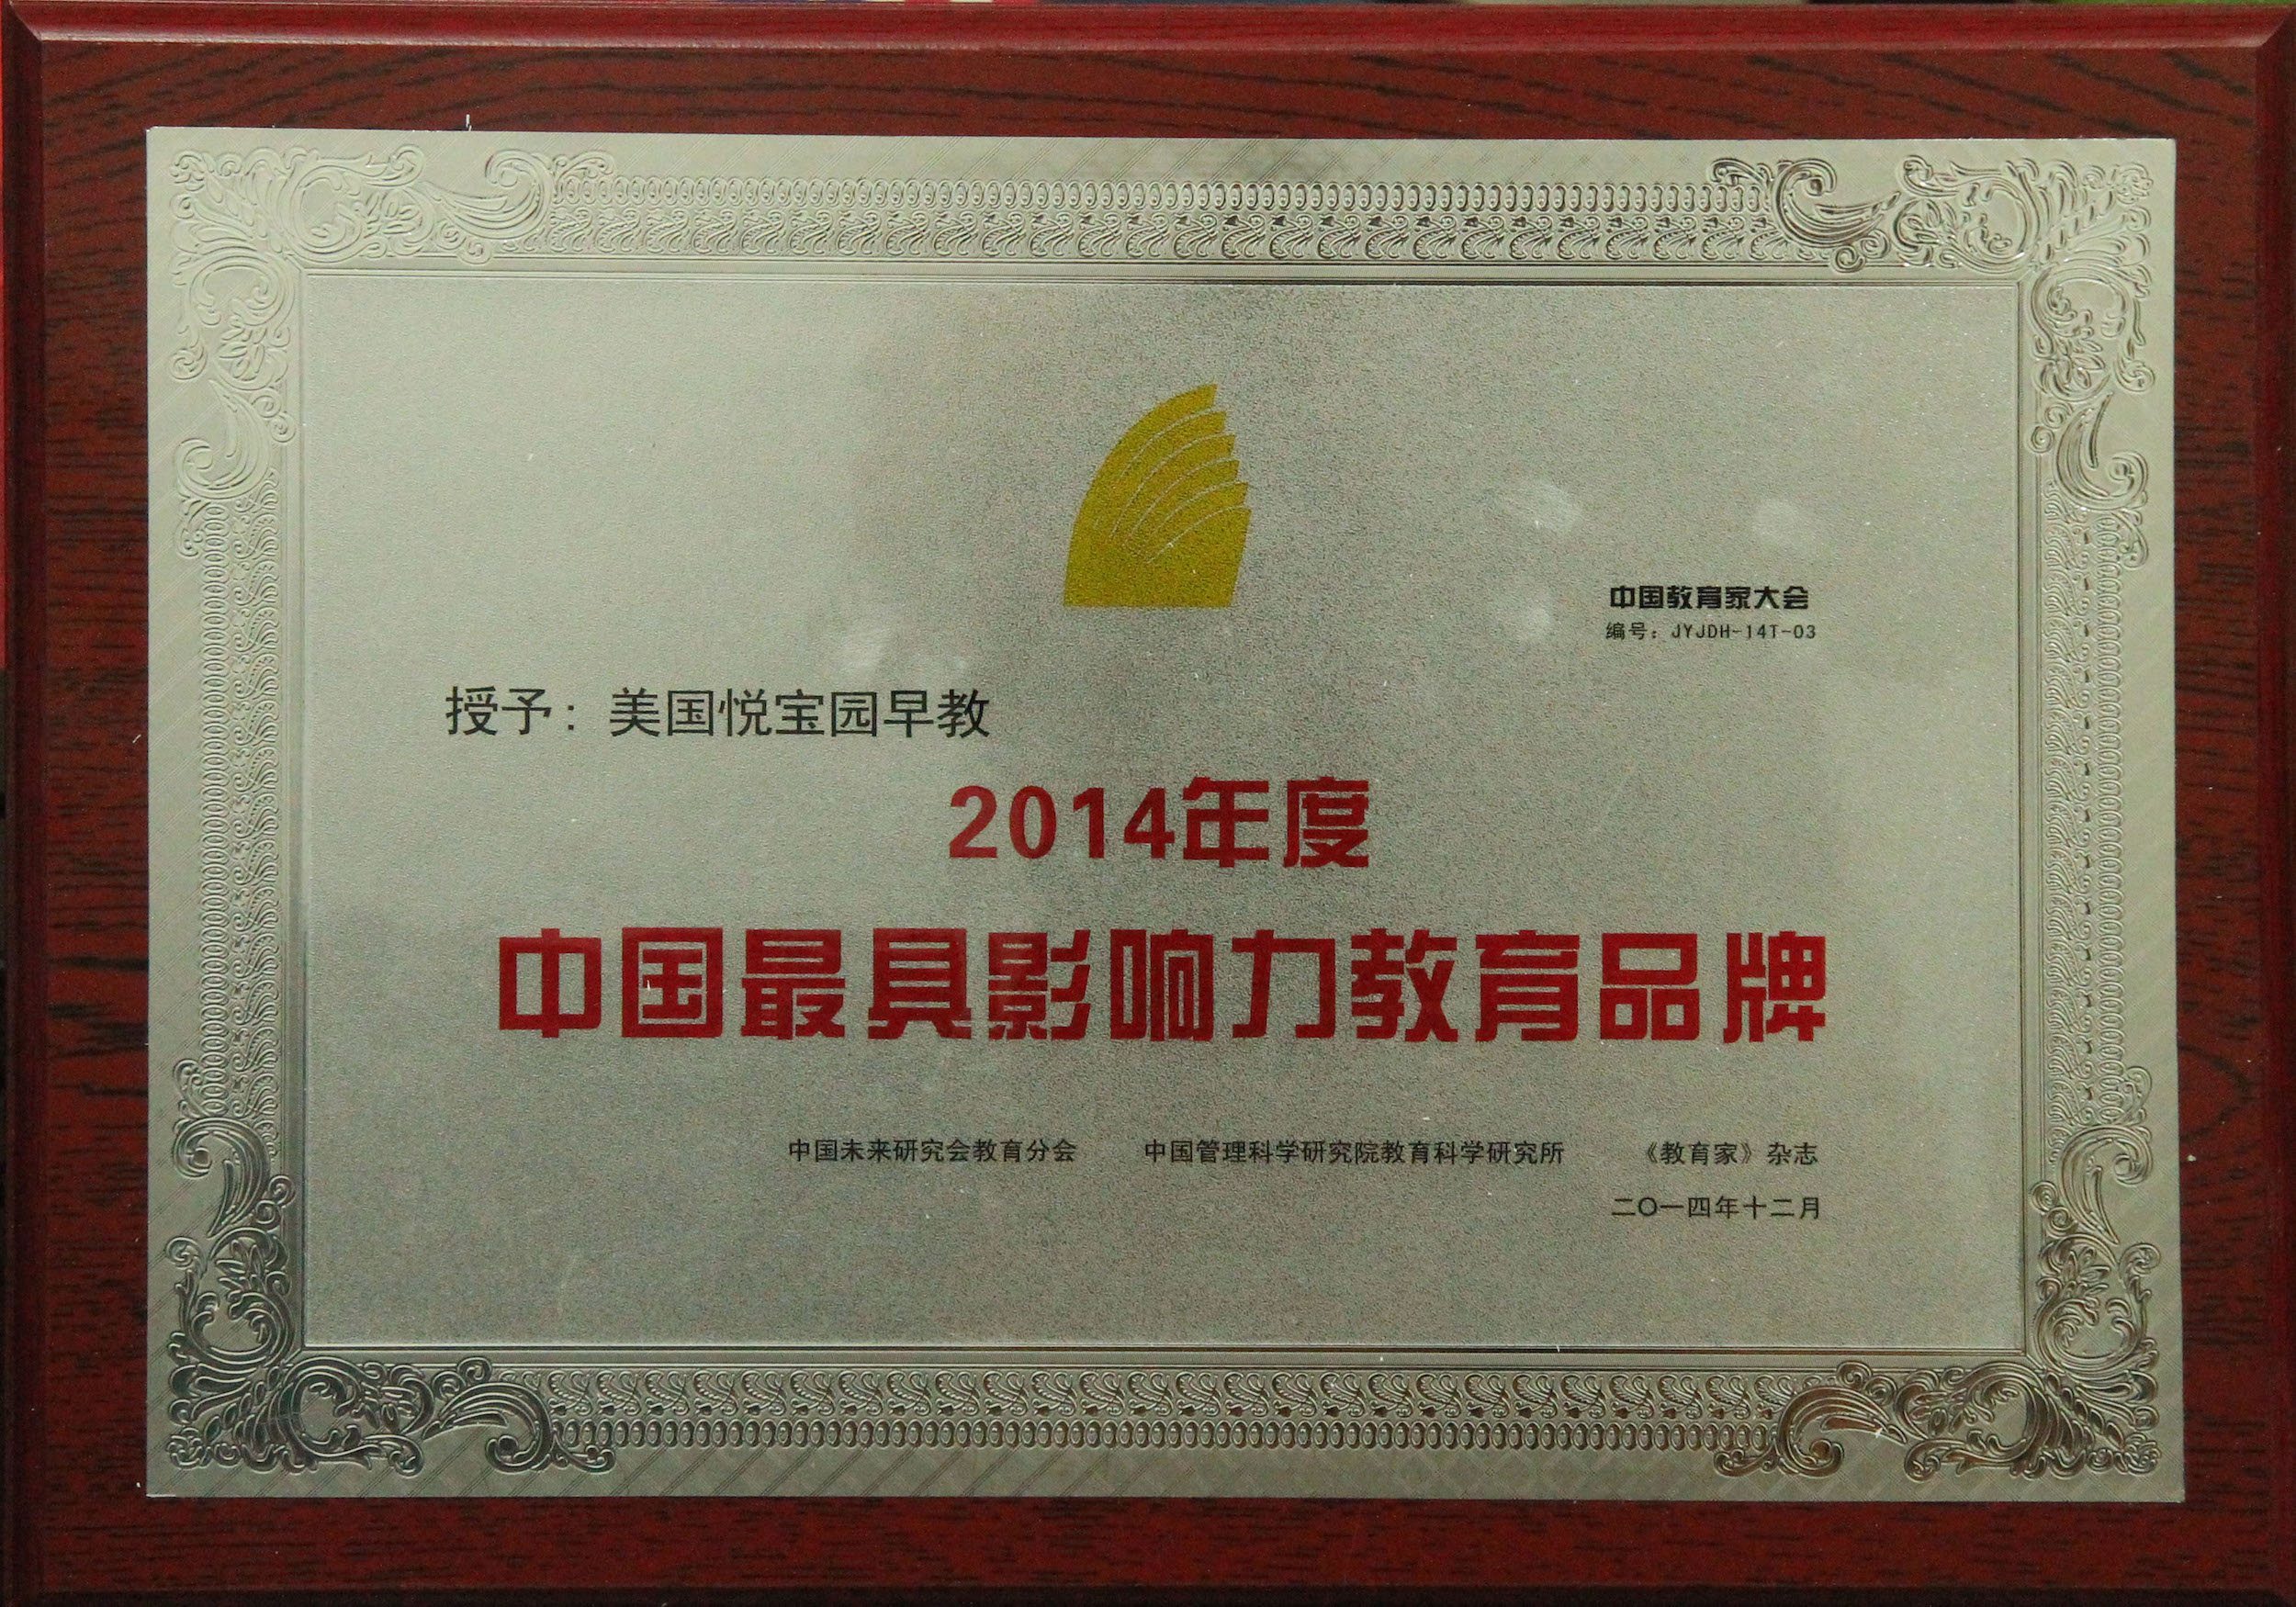 中国教育家大会
编号：JYJDH-14T-03
授予：美国悦宝园早教
2014年度
中国最具影响力教育品牌
中国未来研究会教育分会 中国管理科学研究院教育科学研究所 《教育家》杂志
二〇一四年十二月